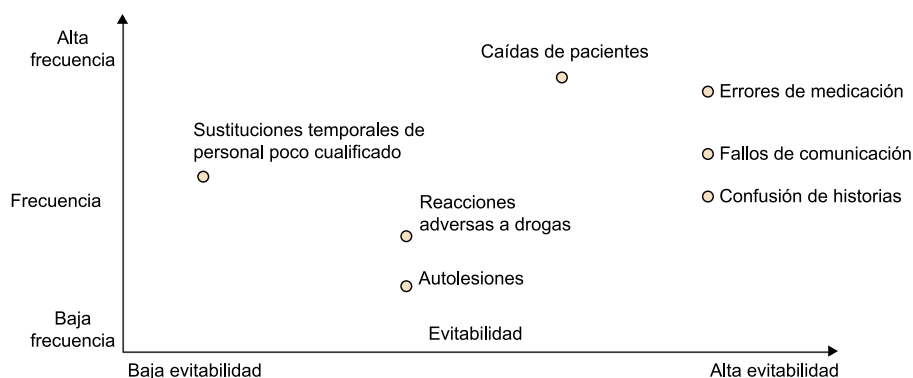 Alta
frecuencia
Caídas de pacientes
Errores de medicación
Sustituciones temporales de
personal poco cualificado
Fallos de comunicación
Frecuencia
Confusión de historias
Reacciones
adversas a drogas
Autolesiones
Baja
frecuencia
Evitabilidad
Baja evitabilidad
Alta evitabilidad